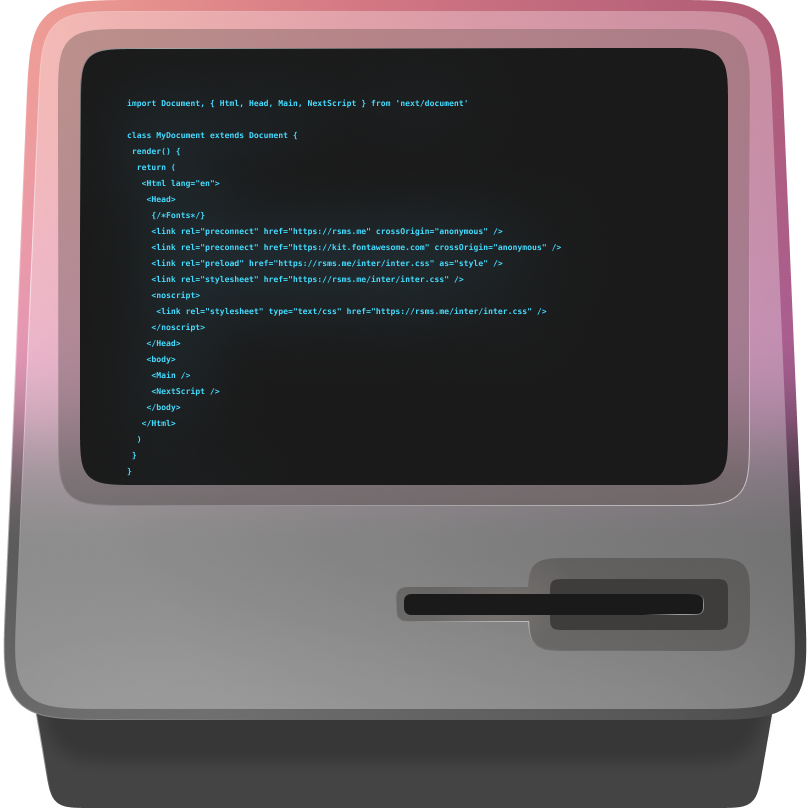 import Document, { Html, Head, Main, NextScript } from 'next/document'
class MyDocument extends Document {
render() {
return (
<Html lang="en">
<Head>
{/*Fonts*/}
<link rel="preconnect" href="https://rsms.me" crossOrigin="anonymous" />
<link rel="preconnect" href="https://kit.fontawesome.com" crossOrigin="anonymous" />
<link rel="preload" href="https://rsms.me/inter/inter.css" as="style" />
<link rel="stylesheet" href="https://rsms.me/inter/inter.css" />
<noscript>
<link rel="stylesheet" type="text/css" href="https://rsms.me/inter/inter.css" />
</noscript>
</Head>
<body>
<Main />
<NextScript />
</body>
</Html>
)
}
}